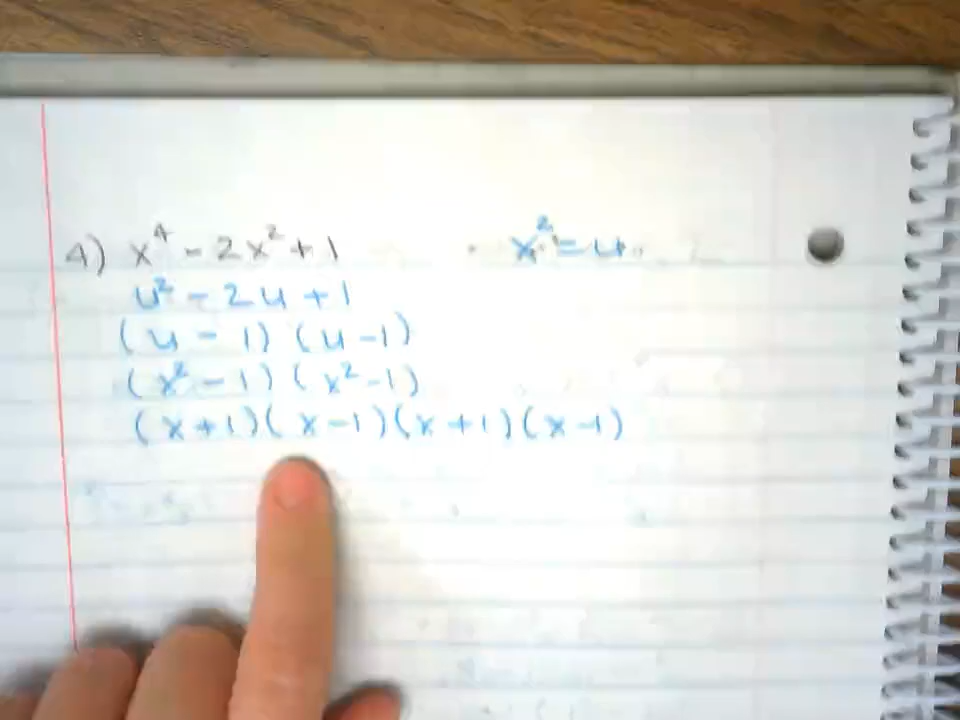 4) x⁴ - 2x² + 1 x² = u
u² - 2u + 1
(u - 1) (u - 1)
(x² - 1) (x² - 1)
(x + 1)(x - 1)(x + 1)(x - 1)